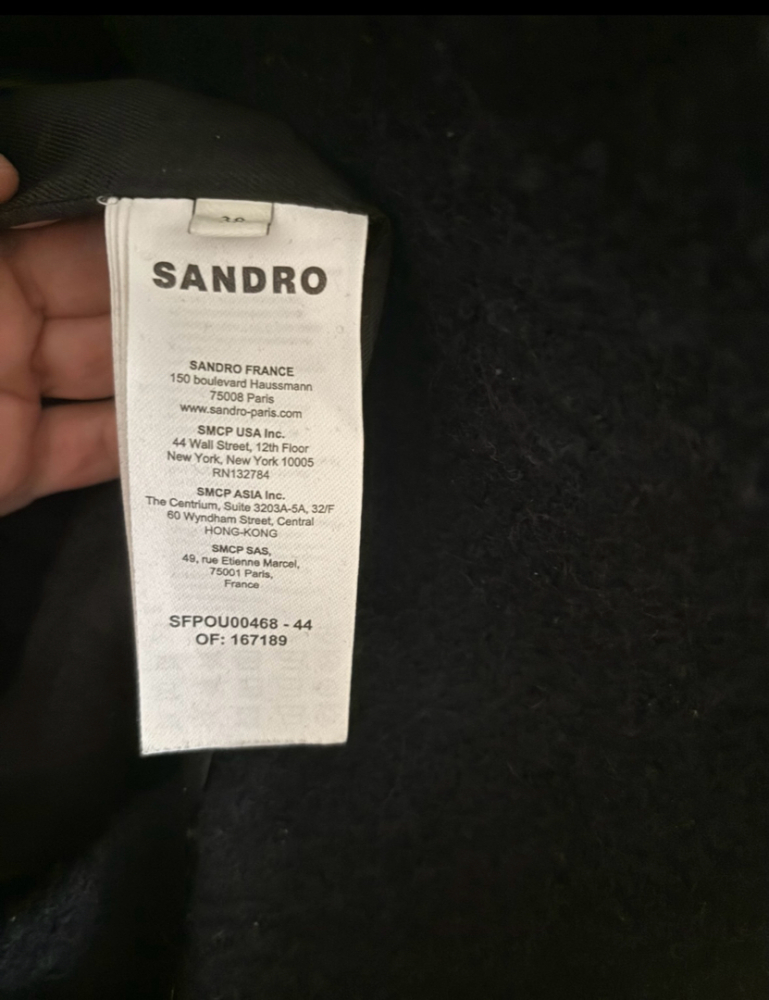 SANDRO
SANDRO FRANCE
150 boulevard Haussmann
75008 Paris
www.sandro-paris.com
SMCP USA Inc.
44 Wall Street, 12th Floor
New York, New York 10005
RN132784
SMCP ASIA Inc.
The Centrium, Suite 3203A-5A, 32/F
60 Wyndham Street, Central
HONG-KONG
SMCP SAS,
49, rue Etienne Marcel,
75001 Paris,
France
SFPOU00468 - 44
OF: 167189